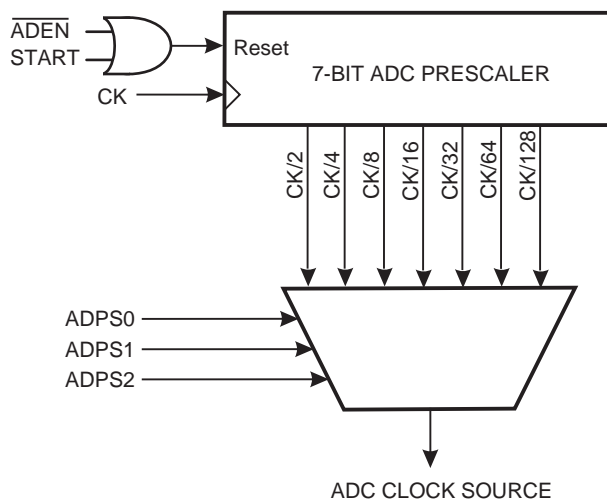 ADEN
START
Reset
7-BIT ADC PRESCALER
CK
CK/2
CK/4
CK/8
CK/16
CK/32
CK/64
CK/128
ADPS0
ADPS1
ADPS2
ADC CLOCK SOURCE